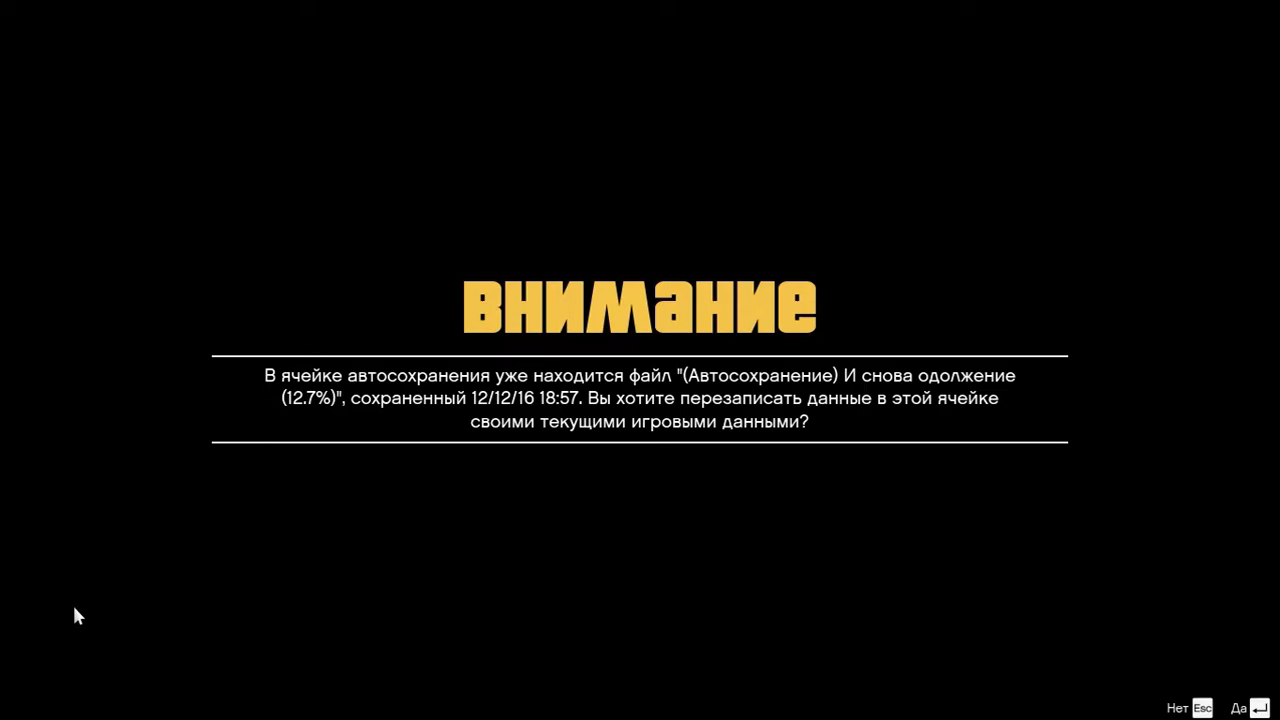 внимание
В ячейке автосохранения уже находится файл "(Автосохранение) И снова одолжение
(12.7%)", сохраненный 12/12/16 18:57. Вы хотите перезаписать данные в этой ячейке
своими текущими игровыми данными?
Нет Esc Да